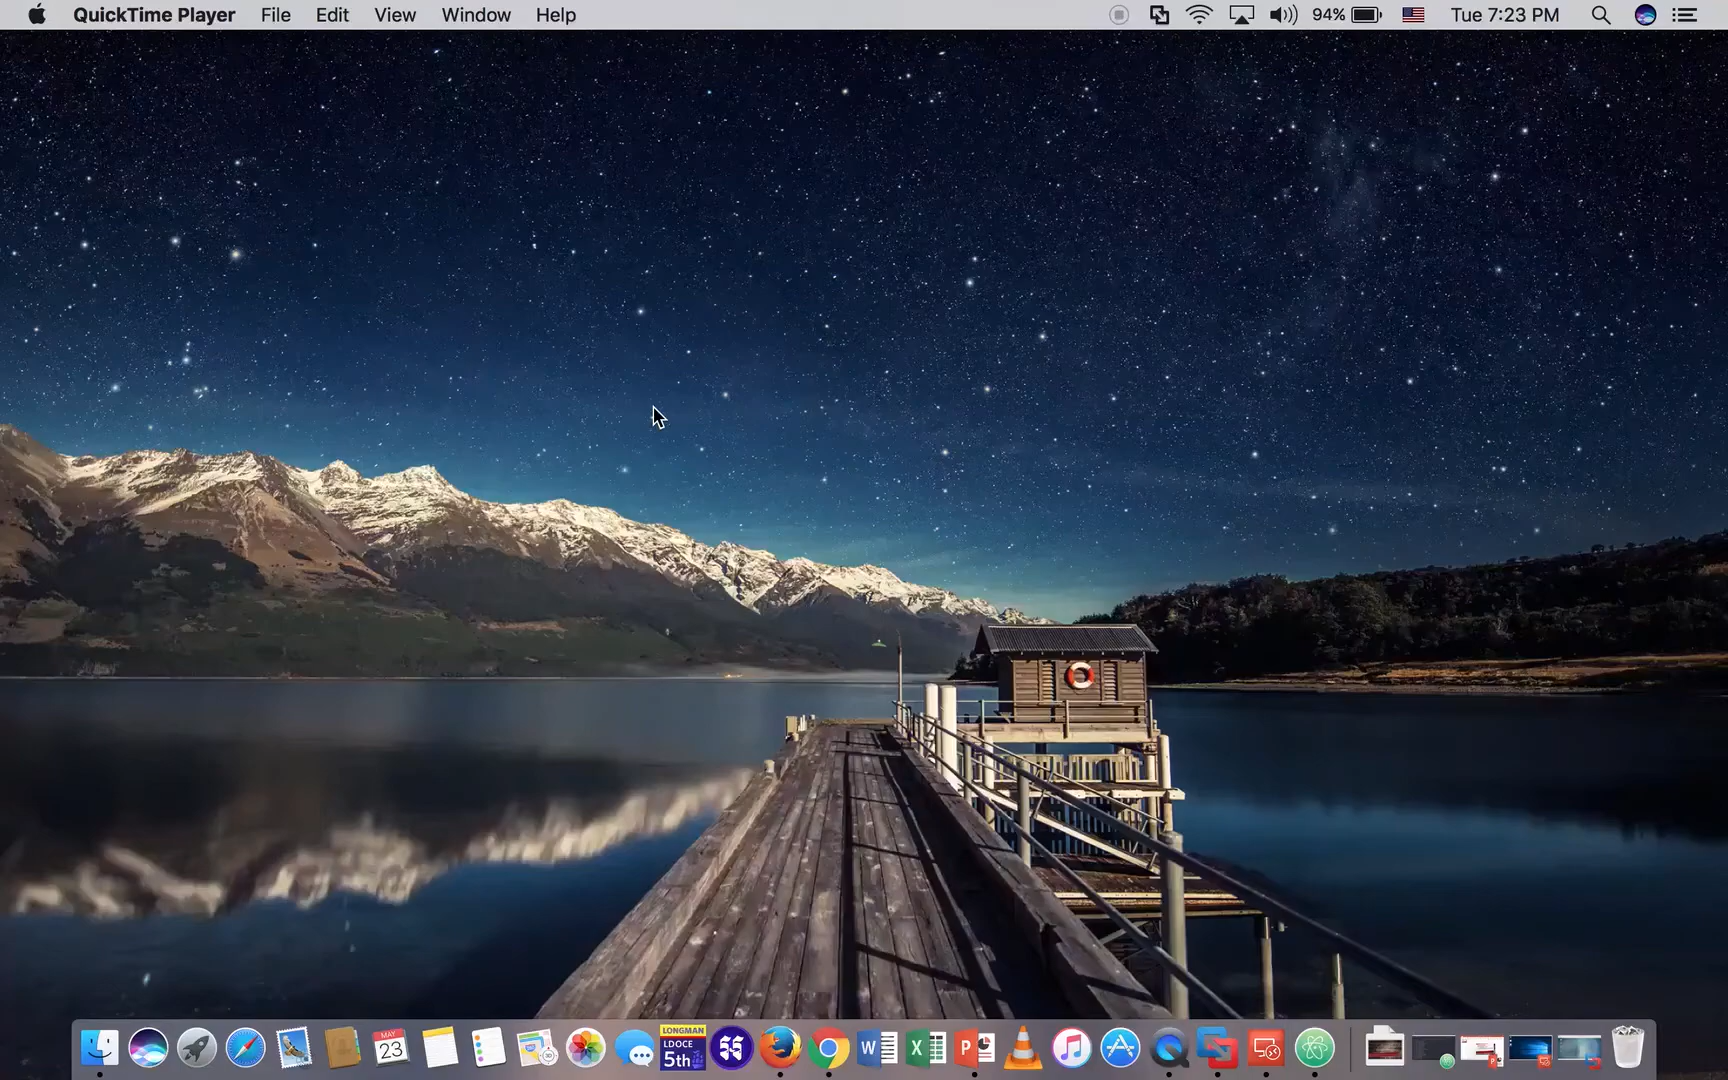 QuickTime Player File Edit View Window Help 94% Tue 7:23 PM
MAY
23
LONGMAN
LDOCE
5th